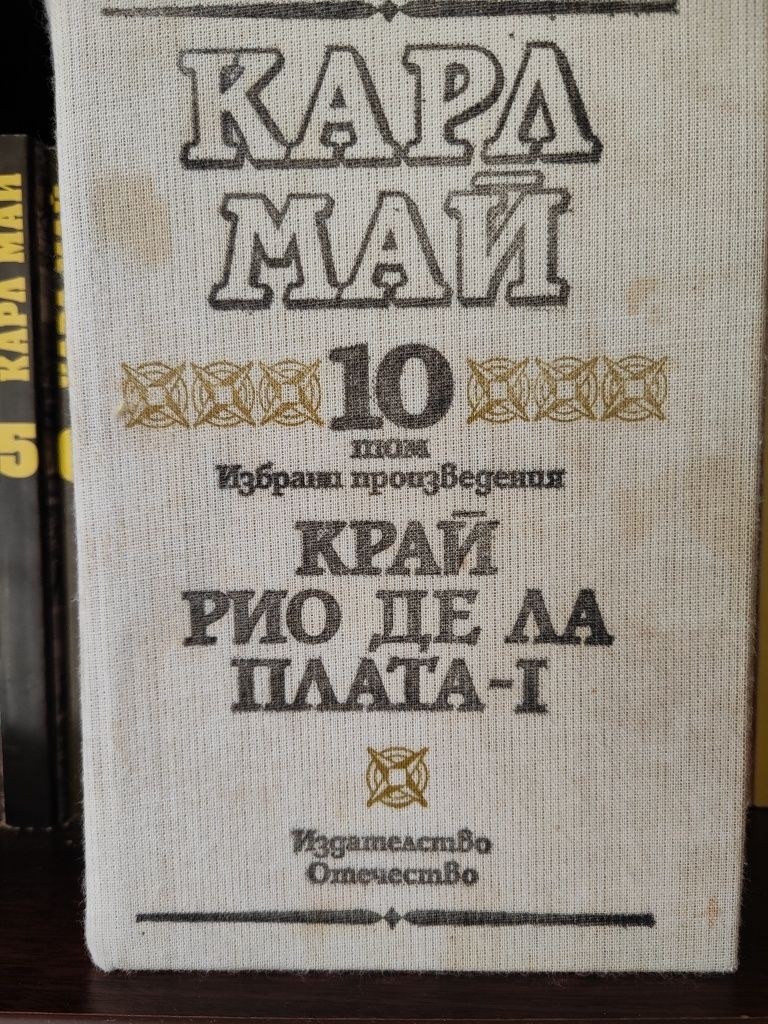 КАРЛ
МАЙ
10
том
Избрани произведения
КРАЙ
РИО ДЕ ЛА
ПЛАТА-I
Издателство
Отечество
5 КАРЛ МАЙ